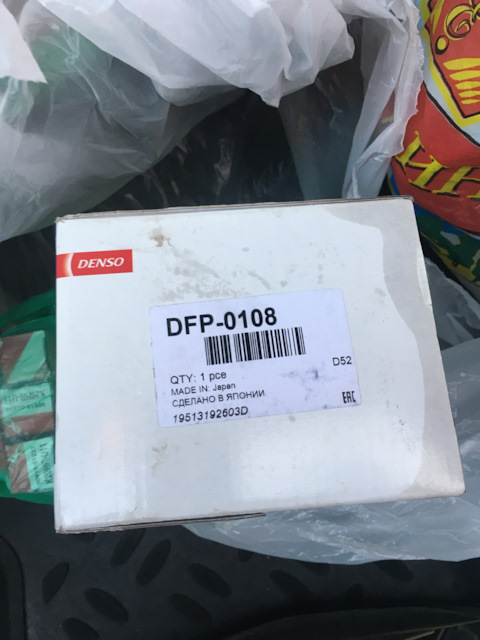 DENSO
DFP-0108
D52
QTY: 1 pce
MADE IN: Japan
СДЕЛАНО В ЯПОНИИ
EAC
19513192603D